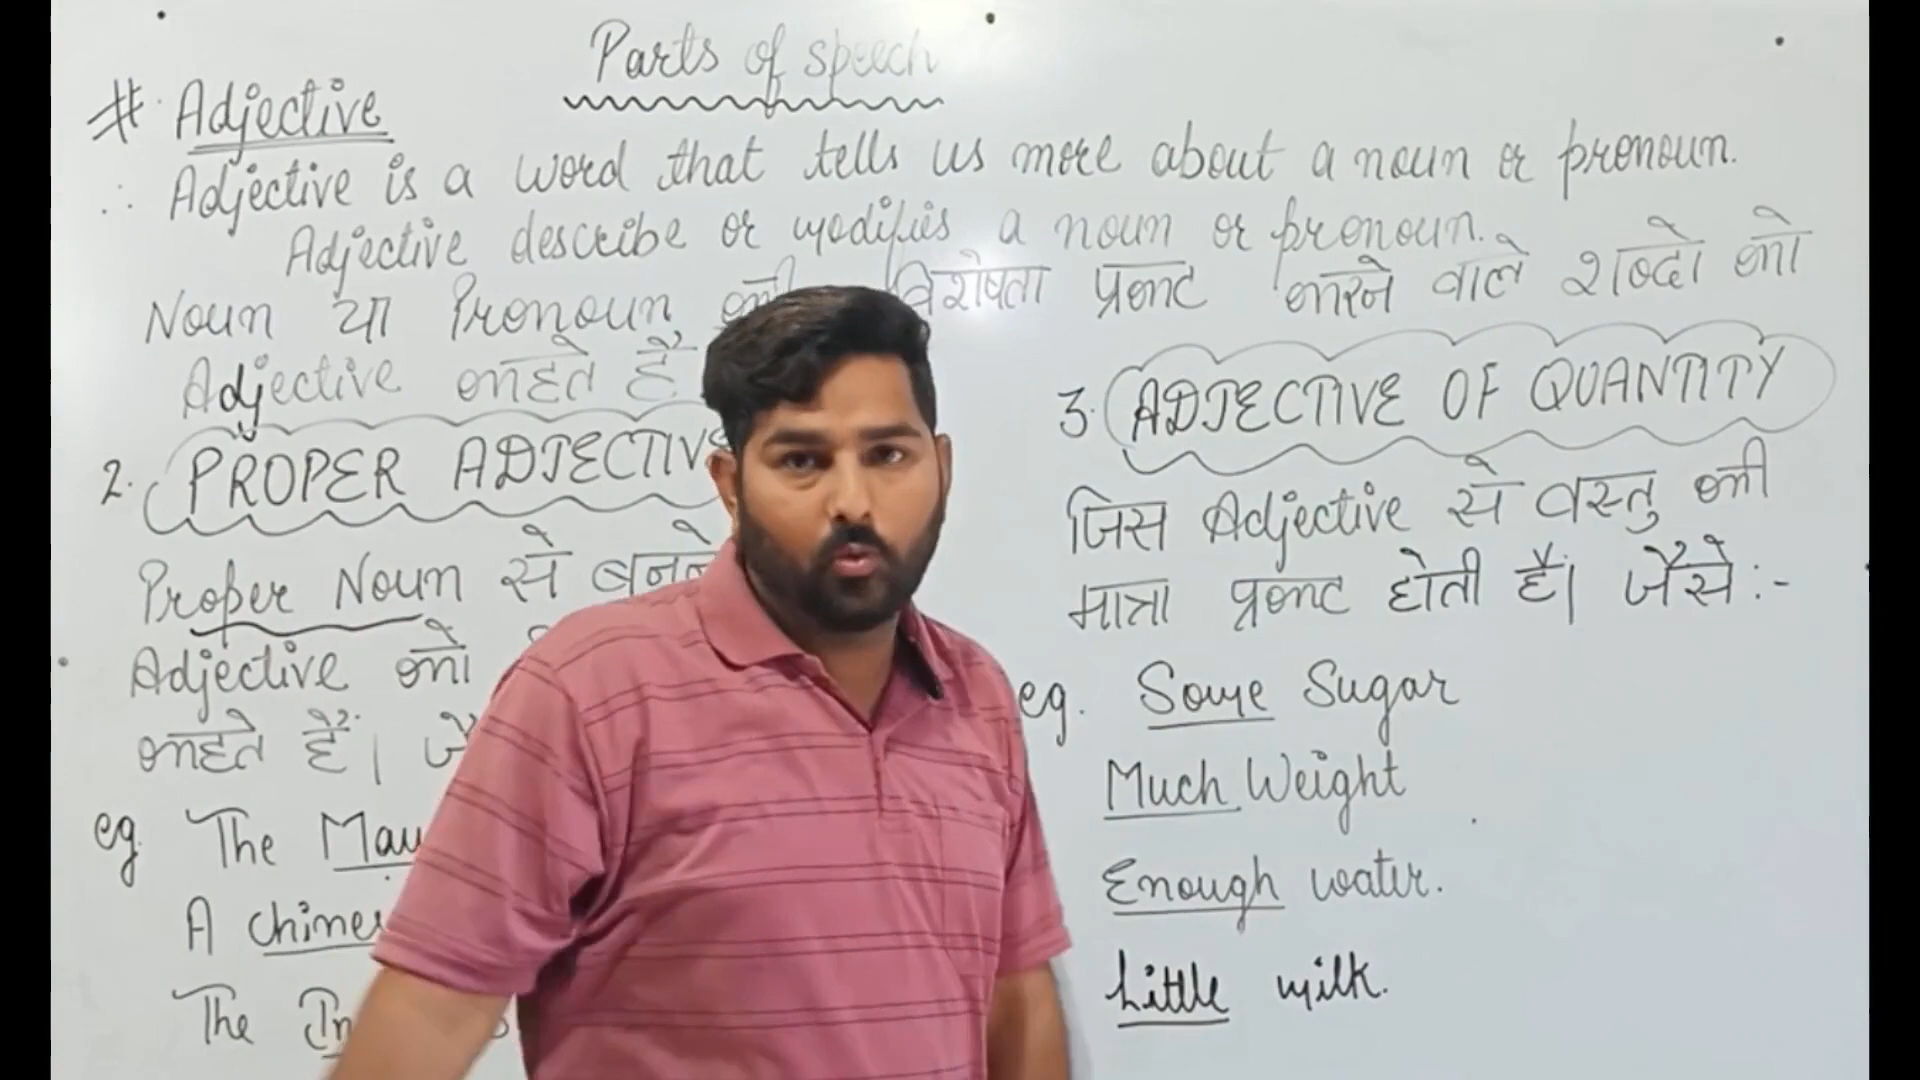 Parts of speech
# Adjective
∴ Adjective is a word that tells us more about a noun or pronoun.
Adjective describe or modifies a noun or pronoun.
Noun या Pronoun की विशेषता प्रकट करने वाले शब्दो को
Adjective कहते है
2. PROPER ADJECTIVE
Proper Noun से बनने
Adjective को
कहते हैं।
eg. The
A
The
3. ADJECTIVE OF QUANTITY
जिस Adjective से वस्तु की
मात्रा प्रकट होती है। जैसे :-
eg. Some Sugar
Much Weight
Enough water.
Little milk.